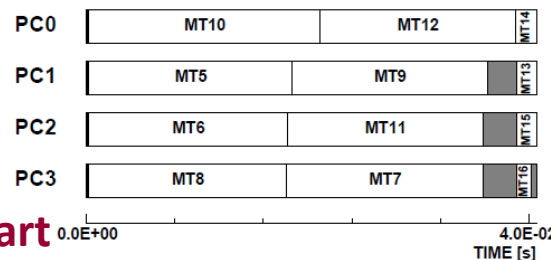 PC0 MT10 MT12 MT14
PC1 MT5 MT9 MT13
PC2 MT6 MT11 MT15
PC3 MT8 MT7 MT16
art 0.0E+00 4.0E-02
TIME [s]